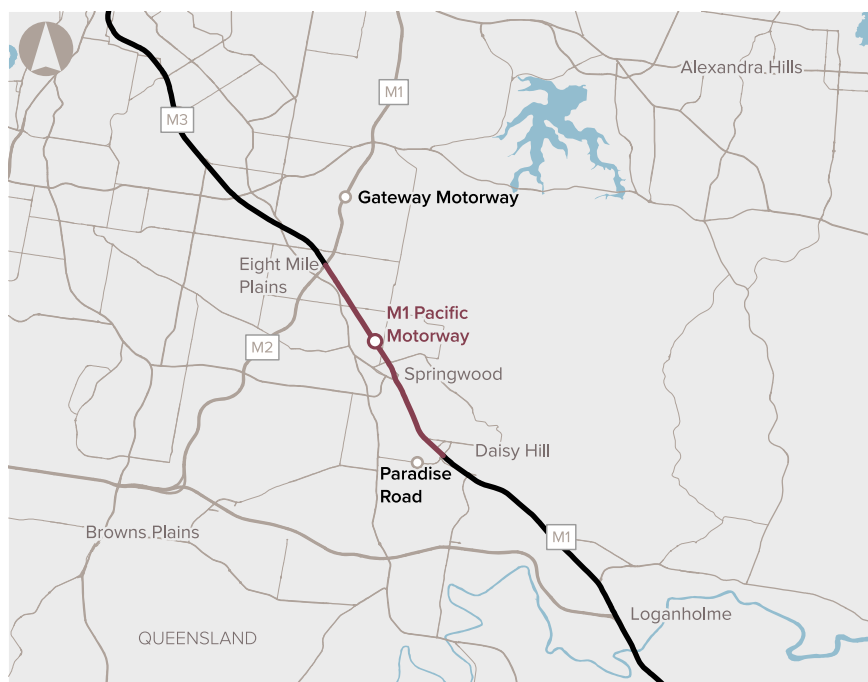 Alexandra Hills
M1
M3
Gateway Motorway
Eight Mile
Plains
M1 Pacific
Motorway
M2
Springwood
Daisy Hill
Paradise
Road
Browns Plains
M1
Loganholme
QUEENSLAND